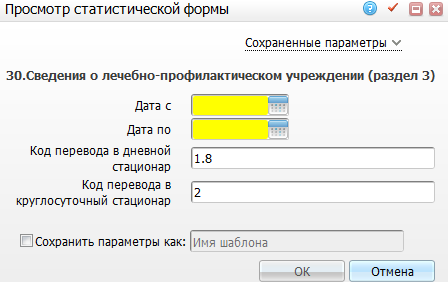 Просмотр статистической формы
Сохраненные параметры
30.Сведения о лечебно-профилактическом учреждении (раздел 3)
Дата с
Дата по
Код перевода в дневной
стационар
1.8
Код перевода в
круглосуточный стационар
2
Сохранить параметры как:
Имя шаблона
ОК
Отмена